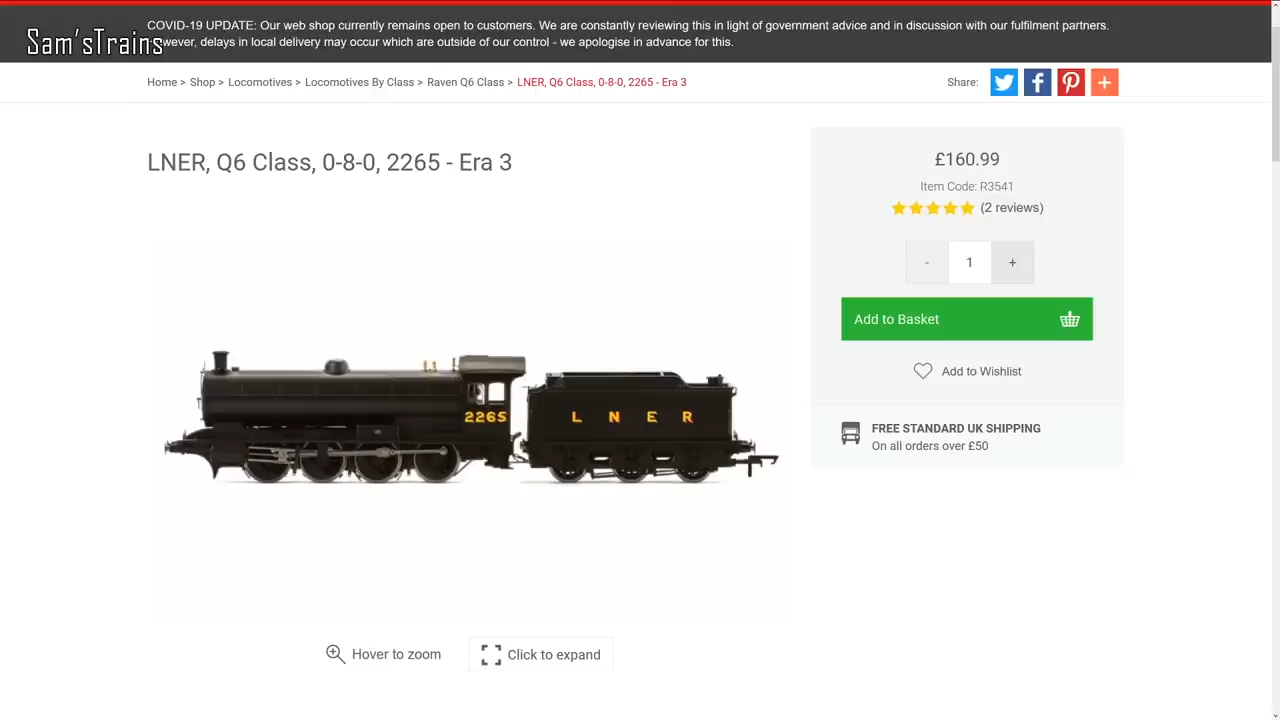 COVID-19 UPDATE: Our web shop currently remains open to customers. We are constantly reviewing this in light of government advice and in discussion with our fulfilment partners.
Sam'sTrains
wever, delays in local delivery may occur which are outside of our control - we apologise in advance for this.
Home > Shop > Locomotives > Locomotives By Class > Raven Q6 Class > LNER, Q6 Class, 0-8-0, 2265 - Era 3
Share:
LNER, Q6 Class, 0-8-0, 2265 - Era 3
£160.99
Item Code: R3541
(2 reviews)
- 1 +
Add to Basket
Add to Wishlist
FREE STANDARD UK SHIPPING
On all orders over £50
2265
L N E R
Hover to zoom
Click to expand